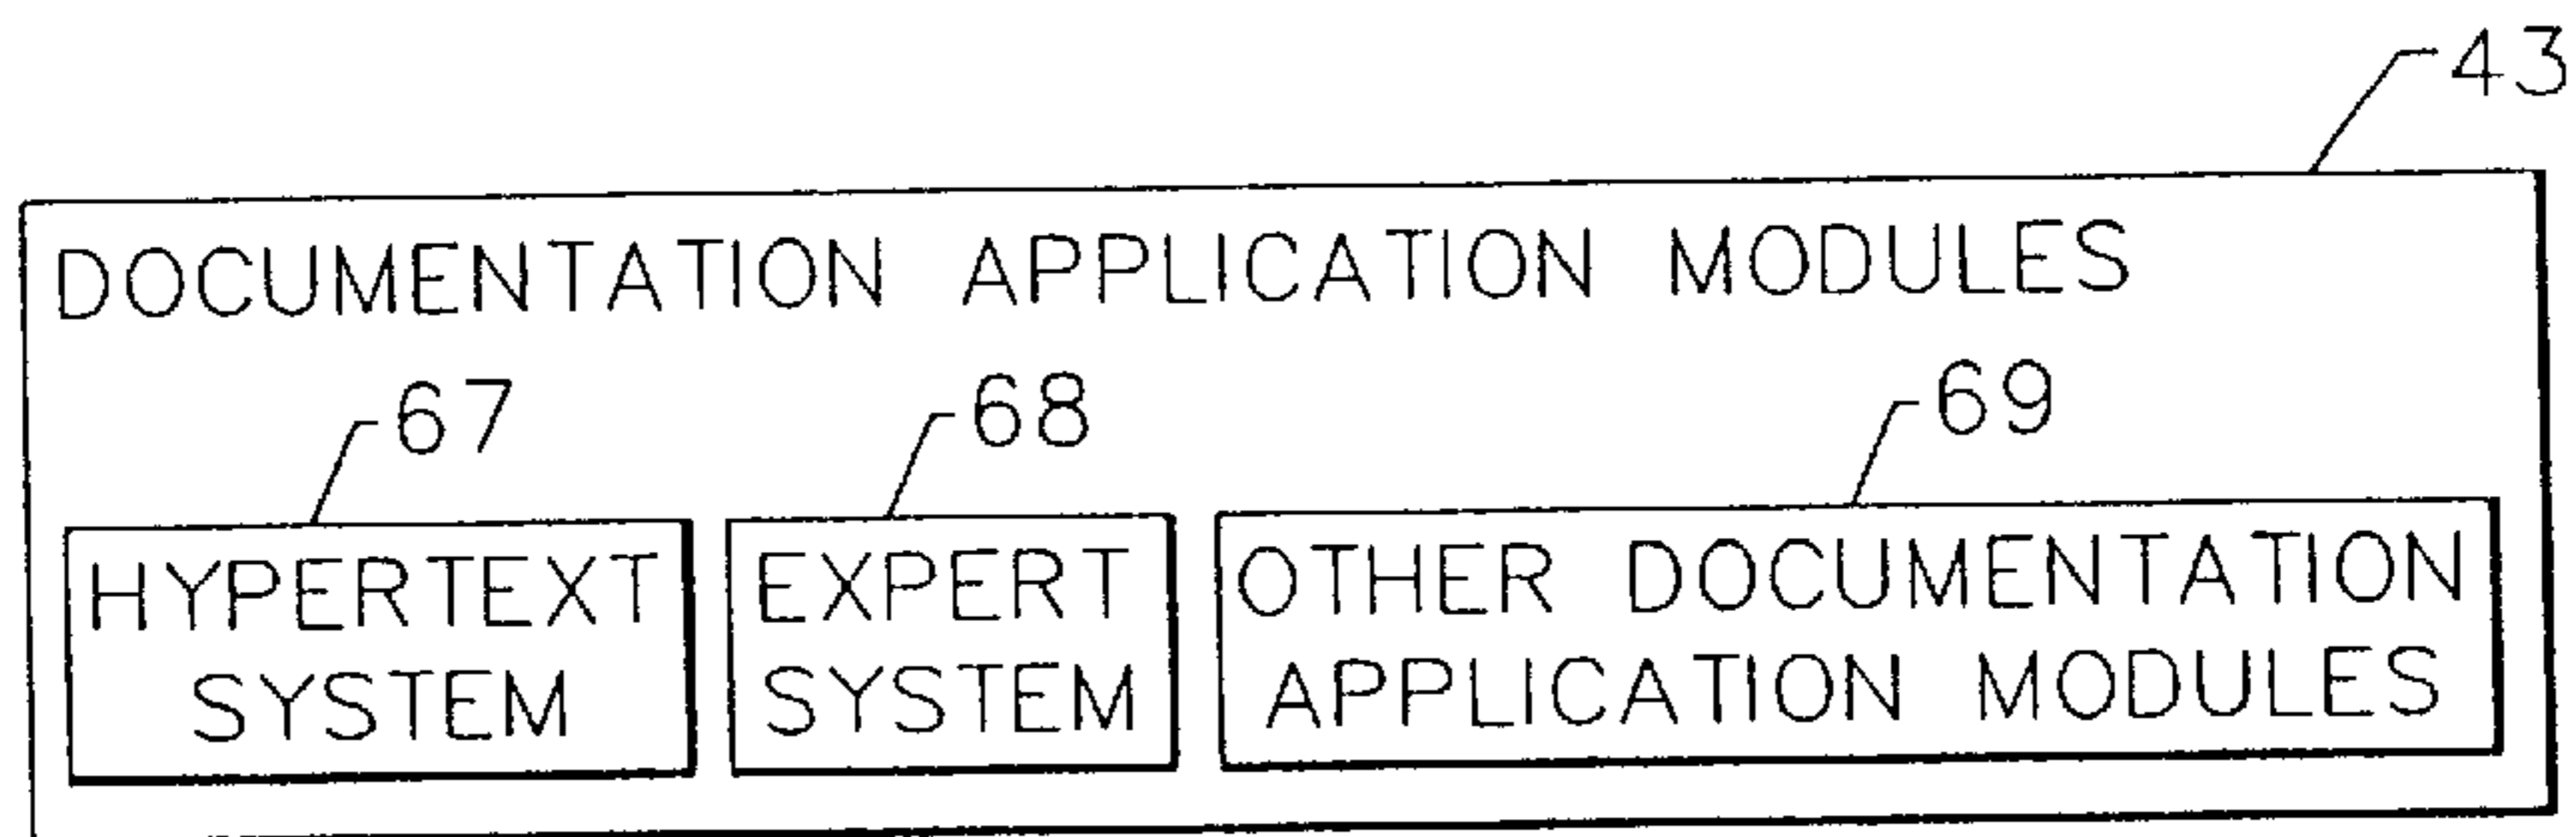 43
DOCUMENTATION APPLICATION MODULES
67
68
69
HYPERTEXT
SYSTEM
EXPERT
SYSTEM
OTHER DOCUMENTATION
APPLICATION MODULES